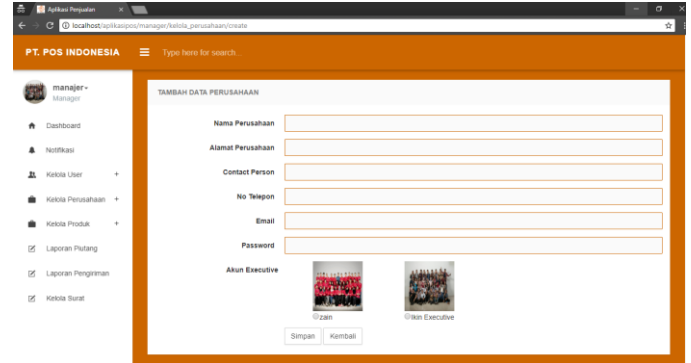 Aplikasi Penjualan
localhost/aplikasipos/manager/kelola_perusahaan/create
PT. POS INDONESIA
Type here for search...
manajer
Manager
Dashboard
Notifikasi
Kelola User +
Kelola Perusahaan +
Kelola Produk +
Laporan Piutang
Laporan Pengiriman
Kelola Surat
TAMBAH DATA PERUSAHAAN
Nama Perusahaan
Alamat Perusahaan
Contact Person
No Telepon
Email
Password
Akun Executive
zain
Ikin Executive
Simpan
Kembali